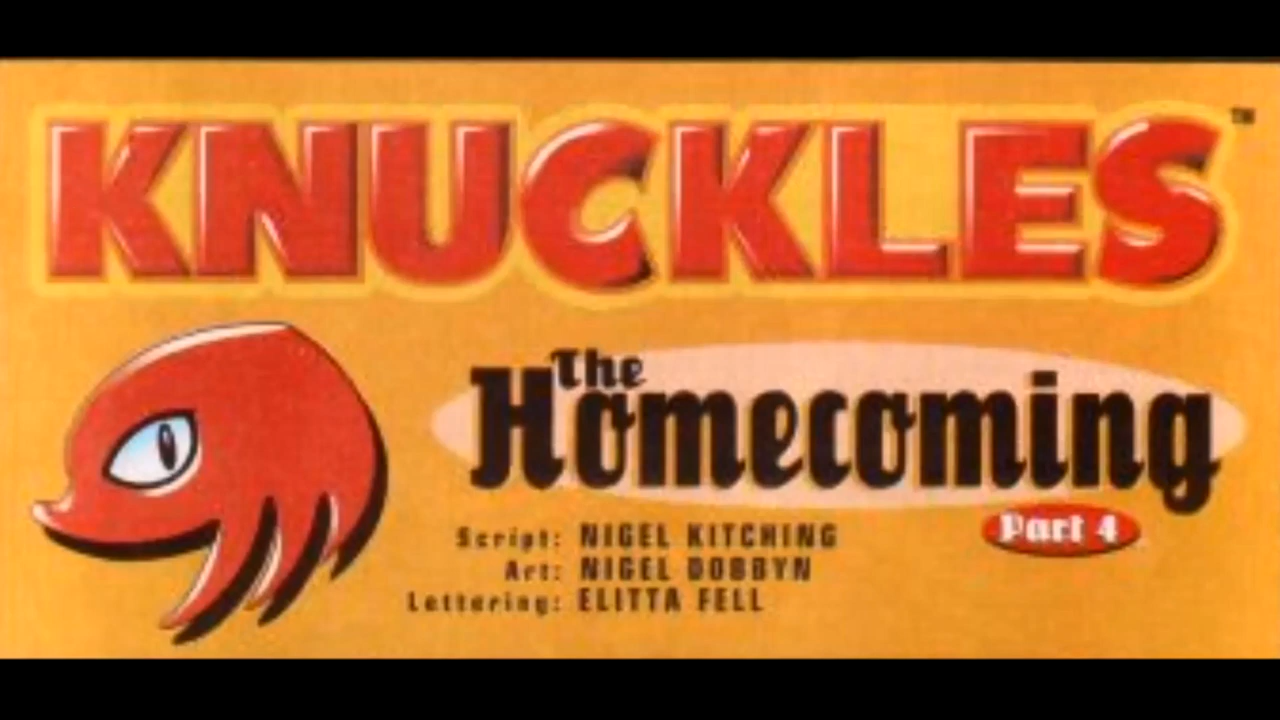 KNUCKLES™
The
Homecoming
Part 4
Script: NIGEL KITCHING
Art: NIGEL DOBBYN
Lettering: ELITTA FELL